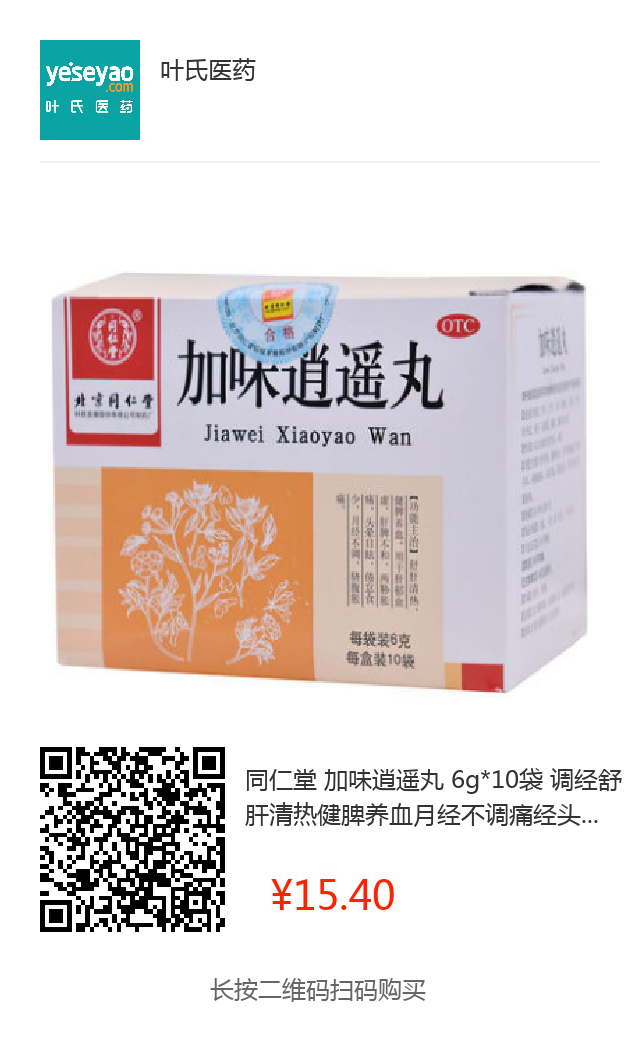 yeseyao
.com
叶氏医药
叶氏医药
同仁堂
®
北京同仁堂
合格
OTC
加味逍遥丸
Jiawei Xiaoyao Wan
【功能主治】舒肝清热,
健脾养血。用于肝郁血
虚,肝脾不和,两胁胀
痛,头晕目眩,倦怠食
少,月经不调,脐腹胀
痛。
每袋装6克
每盒装10袋
同仁堂 加味逍遥丸 6g*10袋 调经舒
肝清热健脾养血月经不调痛经头...
¥15.40
长按二维码扫码购买